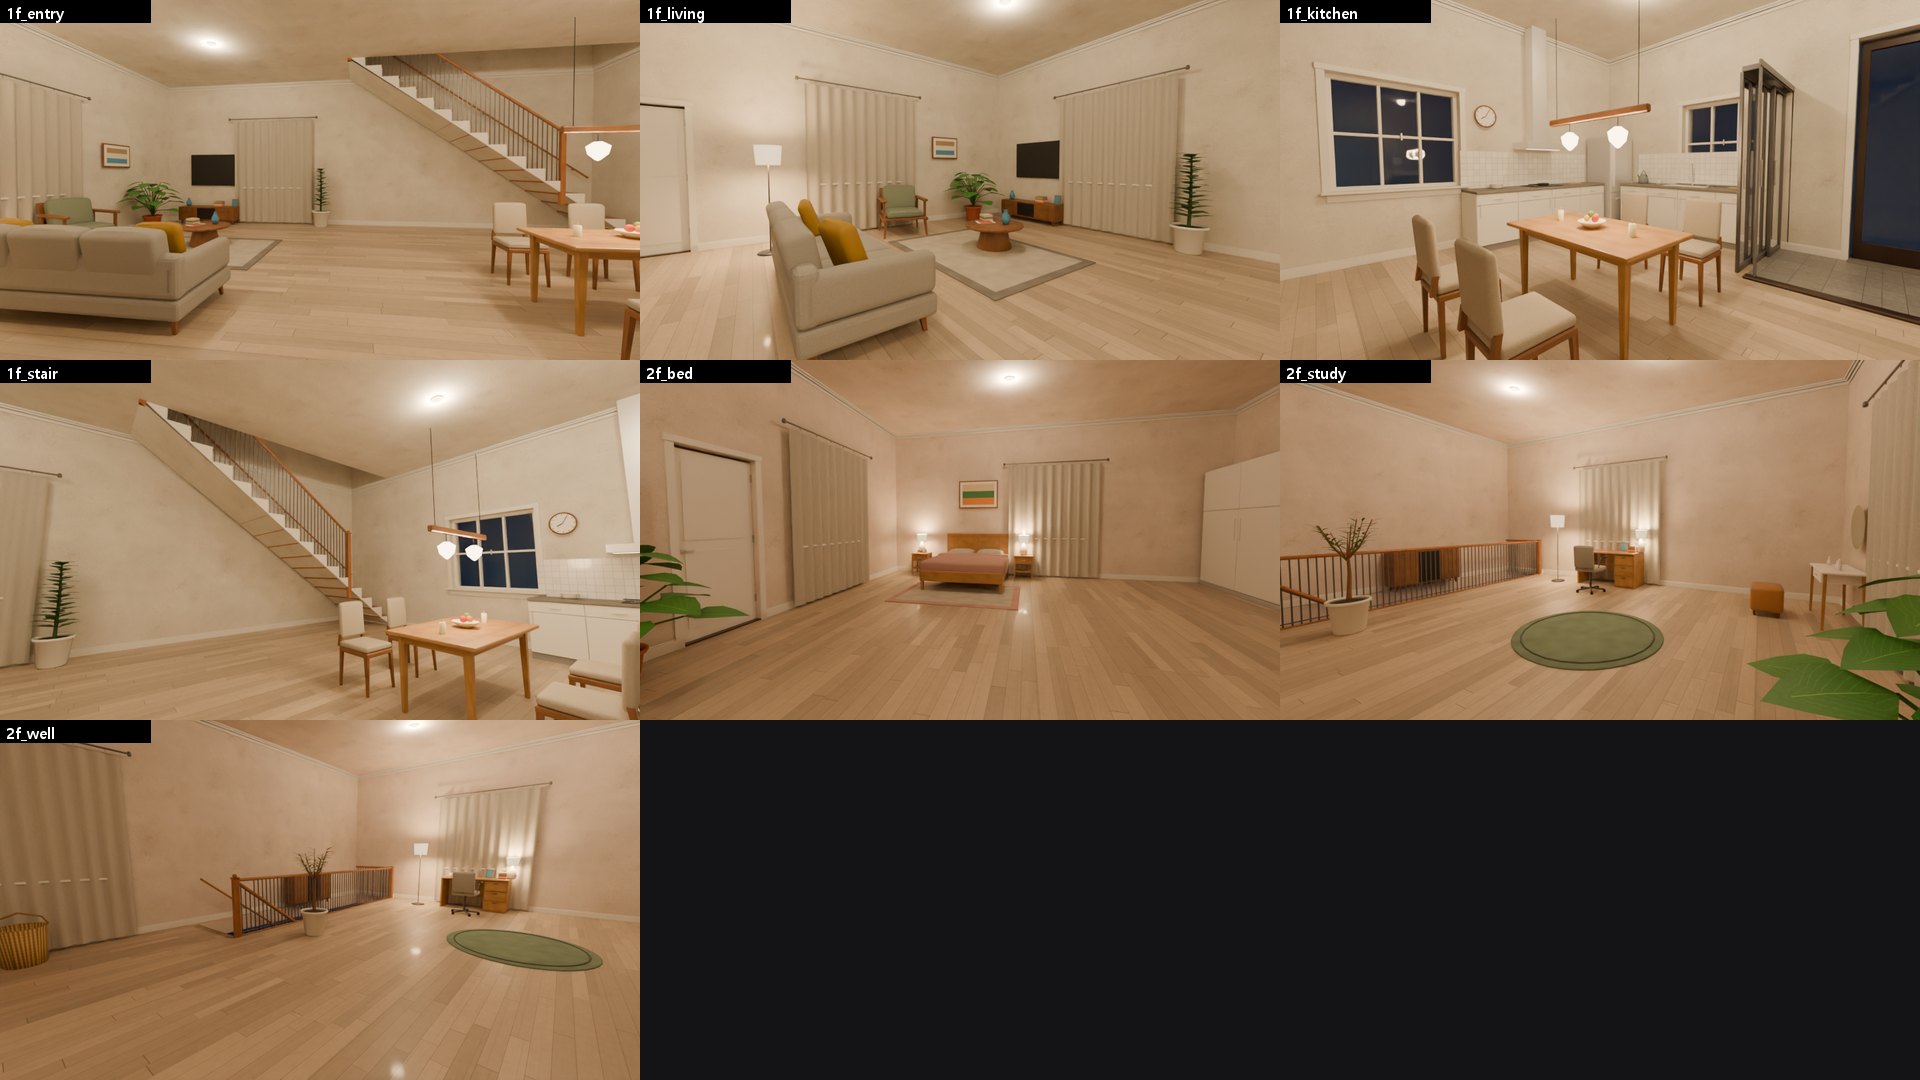 1f_entry
1f_living
1f_kitchen
1f_stair
2f_bed
2f_study
2f_well